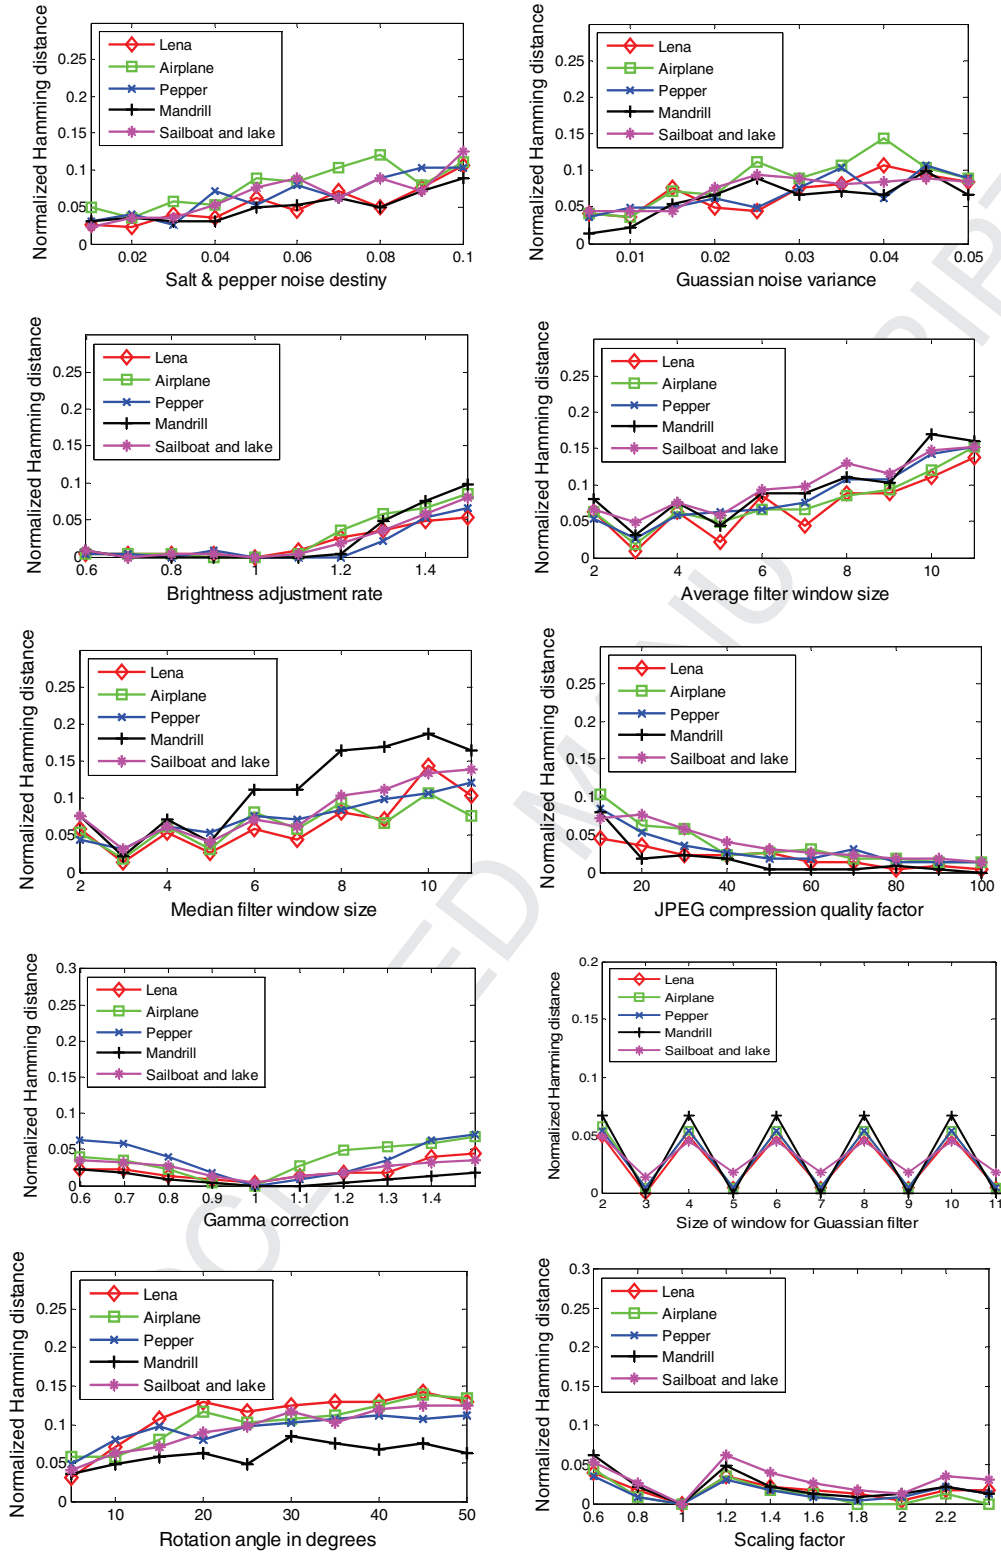 Normalized Hamming distance
0.25
0.2
0.15
0.1
0.05
0
Lena
Airplane
Pepper
Mandrill
Sailboat and lake
0.02
0.04
0.06
0.08
0.1
Salt & pepper noise destiny
Normalized Hamming distance
0.25
0.2
0.15
0.1
0.05
0
Lena
Airplane
Pepper
Mandrill
Sailboat and lake
0.01
0.02
0.03
0.04
0.05
Guassian noise variance
Normalized Hamming distance
0.25
0.2
0.15
0.1
0.05
0
Lena
Airplane
Pepper
Mandrill
Sailboat and lake
0.6
0.8
1
1.2
1.4
Brightness adjustment rate
Normalized Hamming distance
0.25
0.2
0.15
0.1
0.05
0
Lena
Airplane
Pepper
Mandrill
Sailboat and lake
2
4
6
8
10
Average filter window size
Normalized Hamming distance
0.25
0.2
0.15
0.1
0.05
0
Lena
Airplane
Pepper
Mandrill
Sailboat and lake
2
4
6
8
10
Median filter window size
Normalized Hamming distance
0.25
0.2
0.15
0.1
0.05
0
Lena
Airplane
Pepper
Mandrill
Sailboat and lake
20
40
60
80
100
JPEG compression quality factor
Normalized Hamming distance
0.3
0.25
0.2
0.15
0.1
0.05
0
Lena
Airplane
Pepper
Mandrill
Sailboat and lake
0.6
0.7
0.8
0.9
1
1.1
1.2
1.3
1.4
Gamma correction
Normalized Hamming distance
0.2
0.15
0.1
0.05
0
Lena
Airplane
Pepper
Mandrill
Sailboat and lake
2
3
4
5
6
7
8
9
10
11
Size of window for Guassian filter
Normalized Hamming distance
0.25
0.2
0.15
0.1
0.05
0
Lena
Airplane
Pepper
Mandrill
Sailboat and lake
10
20
30
40
50
Rotation angle in degrees
Normalized Hamming distance
0.3
0.25
0.2
0.15
0.1
0.05
0
Lena
Airplane
Pepper
Mandrill
Sailboat and lake
0.6
0.8
1
1.2
1.4
1.6
1.8
2
2.2
Scaling factor